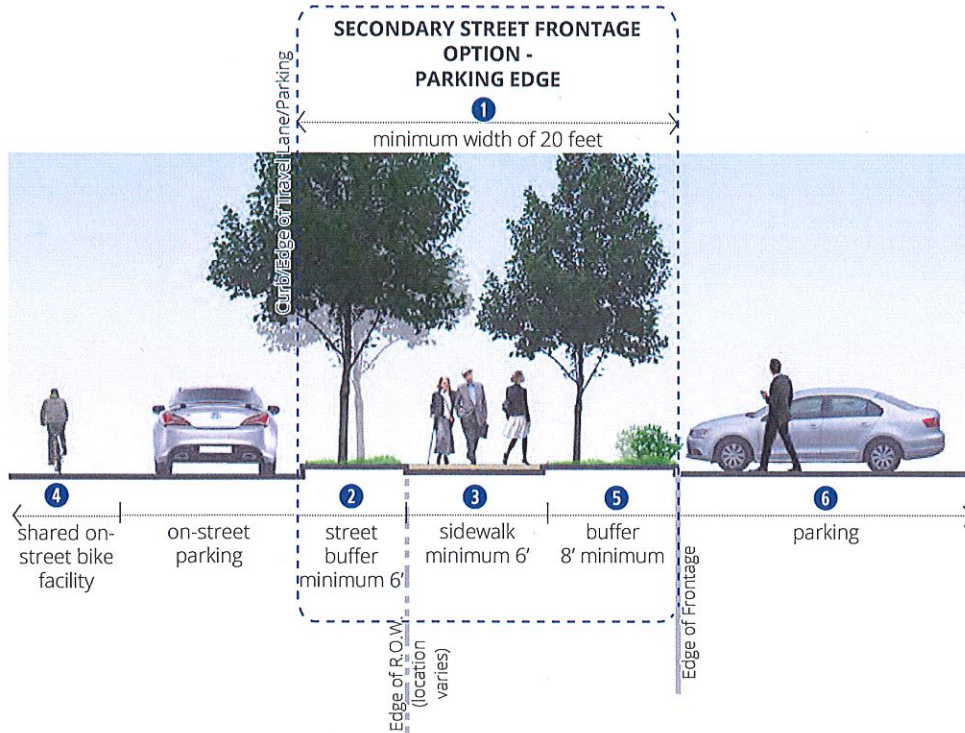 SECONDARY STREET FRONTAGE
OPTION -
PARKING EDGE
1
minimum width of 20 feet
Curb/Edge of Travel Lane/Parking
4
shared on-
street bike
facility
on-street
parking
2
street
buffer
minimum 6’
3
sidewalk
minimum 6’
5
buffer
8’ minimum
6
parking
Edge of R.O.W.
(location
varies)
Edge of Frontage